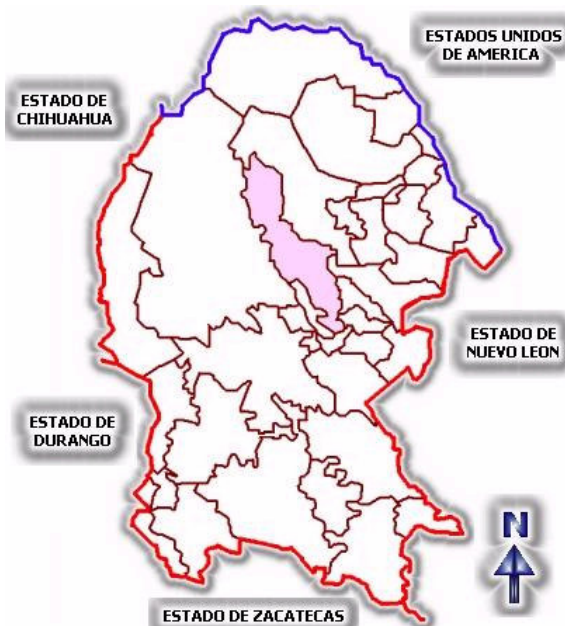 ESTADOS UNIDOS
DE AMERICA
ESTADO DE
CHIHUAHUA
ESTADO DE
NUEVO LEON
ESTADO DE
DURANGO
N
ESTADO DE ZACATECAS